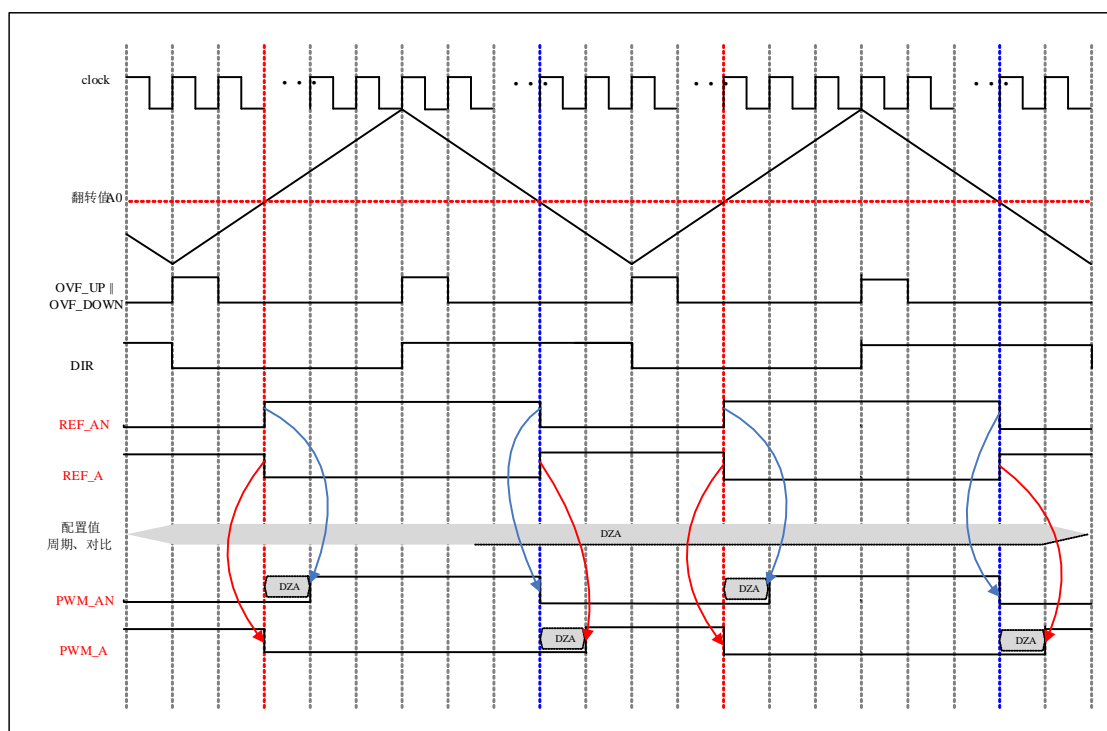 clock
翻转值A0
OVF_UP ||
OVF_DOWN
DIR
REF_AN
REF_A
配置值
周期、对比
DZA
PWM_AN
DZA
DZA
PWM_A
DZA
DZA